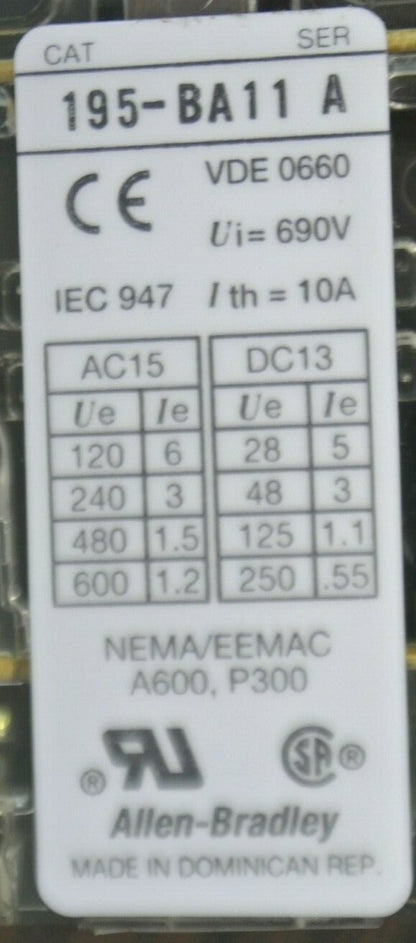 CAT SER
195-BA11 A
CE VDE 0660
Ui = 690V
IEC 947 Ith = 10A
AC15 DC13
Ue Ie Ue Ie
120 6 28 5
240 3 48 3
480 1.5 125 1.1
600 1.2 250 .55
NEMA/EEMAC
A600, P300
® RU SA ®
Allen-Bradley
MADE IN DOMINICAN REP.